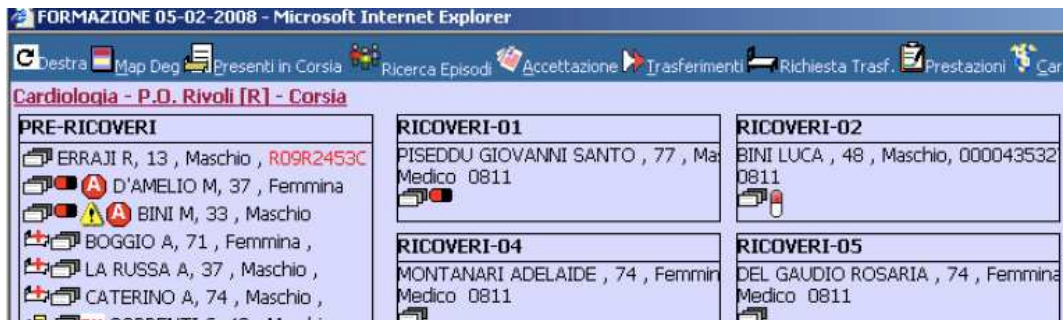 FORMAZIONE 05-02-2008 - Microsoft Internet Explorer
Destra Map Deg Presenti in Corsia Ricerca Episodi Accettazione Trasferimenti Richiesta Trasf. Prestazioni Car
Cardiologia - P.O. Rivoli [R] - Corsia
PRE-RICOVERI
ERRAJI R, 13 , Maschio , R09R2453C
A D'AMELIO M, 37 , Femmina
A BINI M, 33 , Maschio
BOGGIO A, 71 , Femmina ,
LA RUSSA A, 37 , Maschio ,
CATERINO A, 74 , Maschio ,
RICOVERI-01
PISEDDU GIOVANNI SANTO , 77 , Mas
Medico 0811
RICOVERI-02
BINI LUCA , 48 , Maschio, 000043532
0811
RICOVERI-04
MONTANARI ADELAIDE , 74 , Femmin
Medico 0811
RICOVERI-05
DEL GAUDIO ROSARIA , 74 , Femmina
Medico 0811